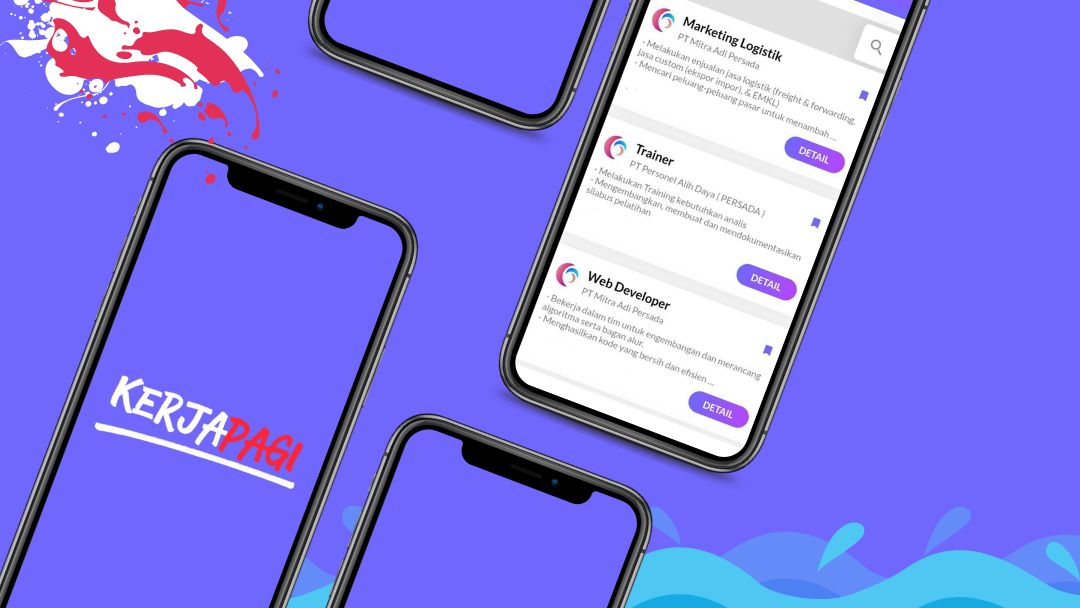 Marketing Logistik
PT Mitra Adi Persada
- Melakukan enjualan jasa logistik (freight & forwarding,
jasa custom (ekspor impor), & EMKL)
- Mencari peluang-peluang pasar untuk menambah ...
DETAIL
Trainer
PT Personel Alih Daya ( PERSADA )
- Melakukan Training kebutuhkan analis
- Mengembangkan, membuat dan mendokumentasikan
silabus pelatihan
DETAIL
Web Developer
PT Mitra Adi Persada
- Bekerja dalam tim untuk engembangan dan merancang
algoritma serta bagan alur.
- Menghasilkan kode yang bersih dan efisien ...
DETAIL
KERJAPAGI